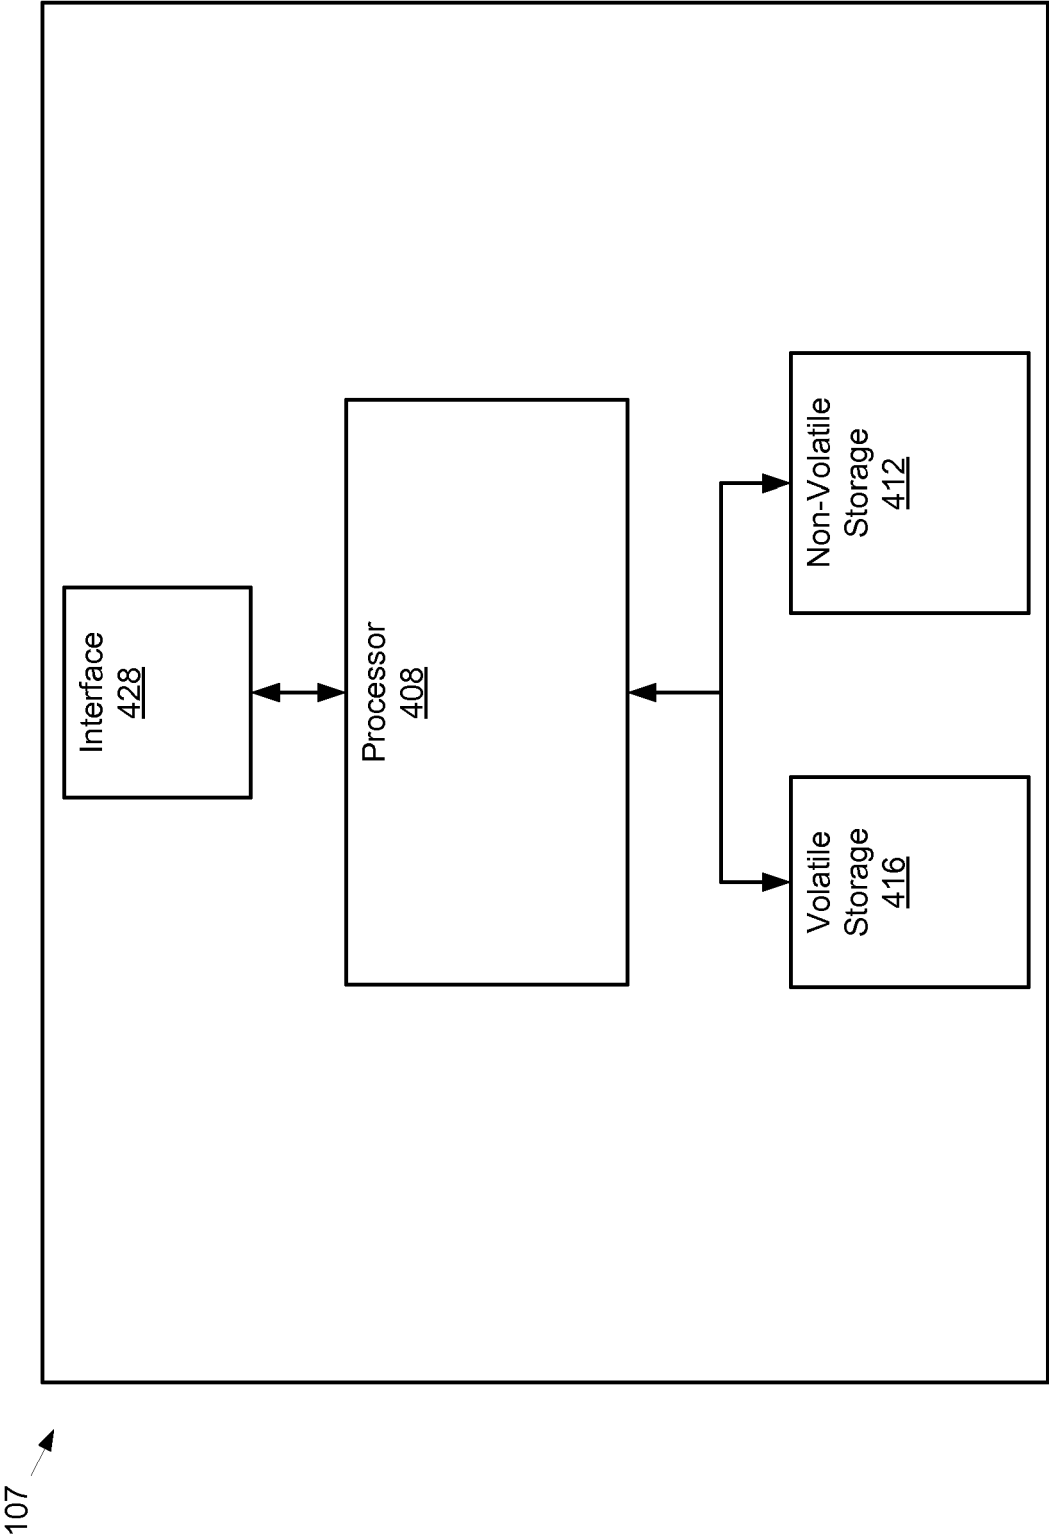 107
Interface
428
Processor
408
Volatile
Storage
416
Non-Volatile
Storage
412